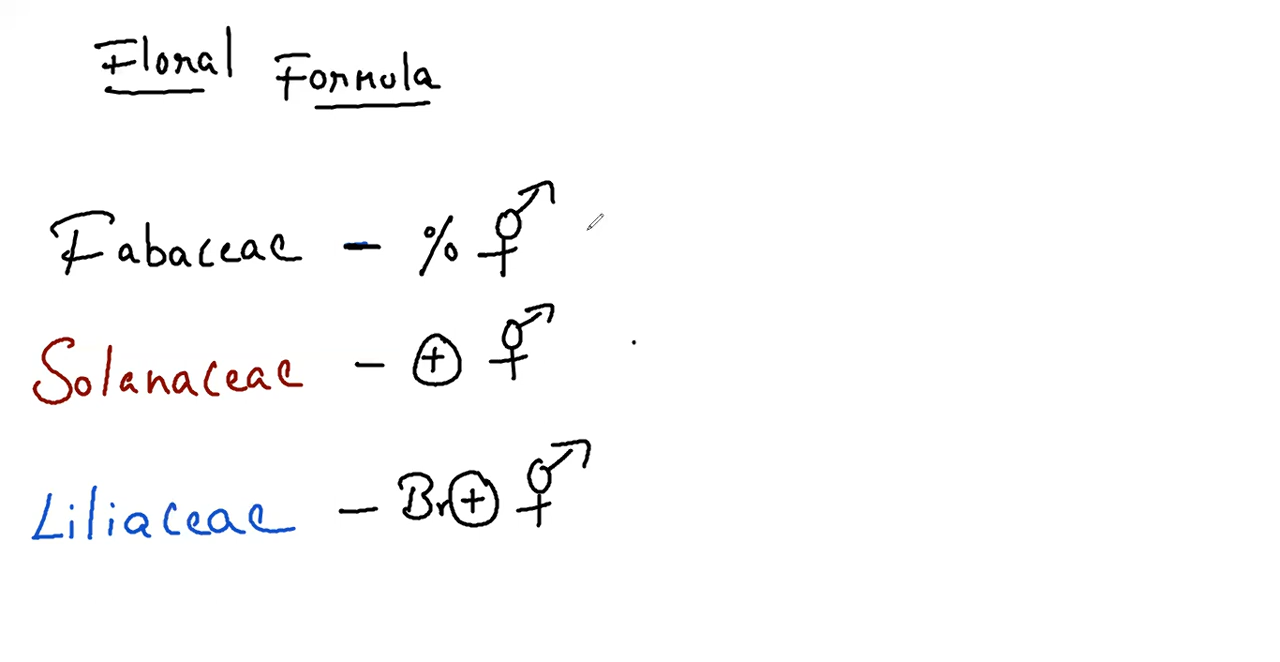 Floral Formula
Fabaceae - % ⚥
Solanaceae - ⊕ ⚥
Liliaceae - Br ⊕ ⚥